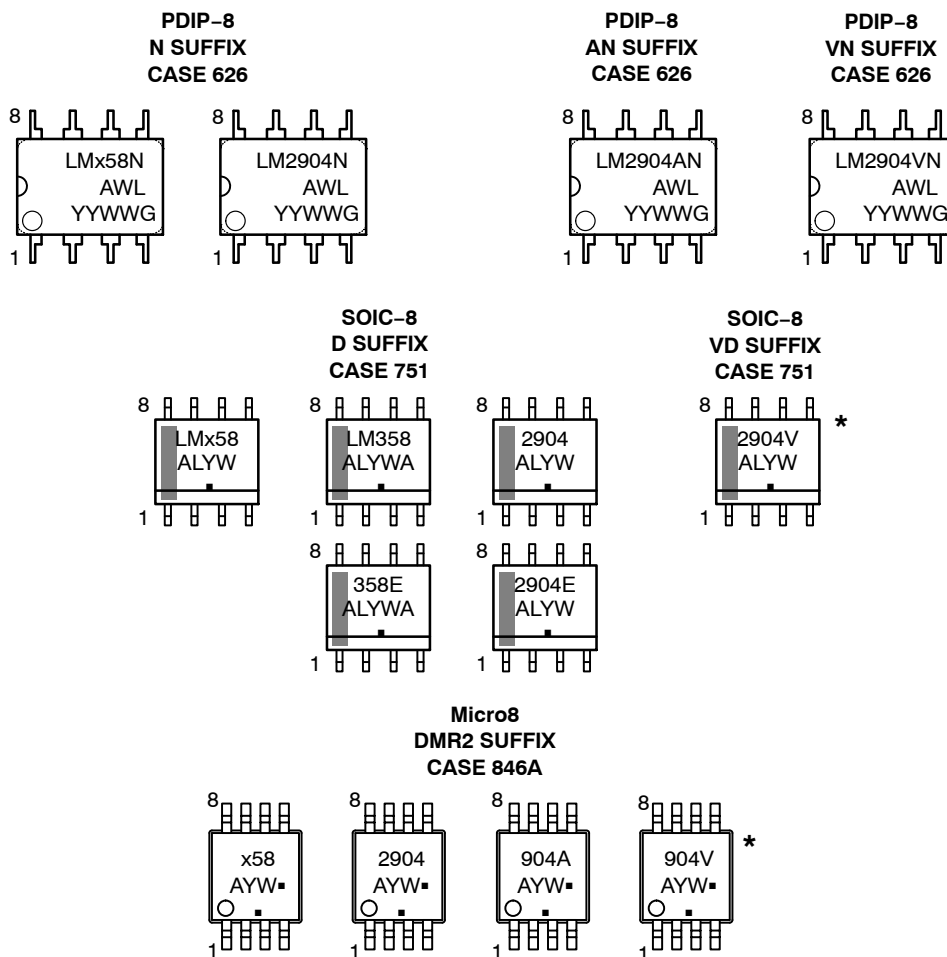 PDIP–8
N SUFFIX
CASE 626
PDIP–8
AN SUFFIX
CASE 626
PDIP–8
VN SUFFIX
CASE 626
8
LMx58N
AWL
YYWWG
1
LM2904N
AWL
YYWWG
1
8
LM2904AN
AWL
YYWWG
1
8
LM2904VN
AWL
YYWWG
1
SOIC–8
D SUFFIX
CASE 751
SOIC–8
VD SUFFIX
CASE 751
8
LMx58
ALYW
1
8
LM358
ALYWA
1
8
2904
ALYW
1
8
2904V
ALYW
1
*
8
358E
ALYWA
1
8
2904E
ALYW
1
Micro8
DMR2 SUFFIX
CASE 846A
8
x58
AYW
1
8
2904
AYW
1
8
904A
AYW
1
8
904V
AYW
1
*